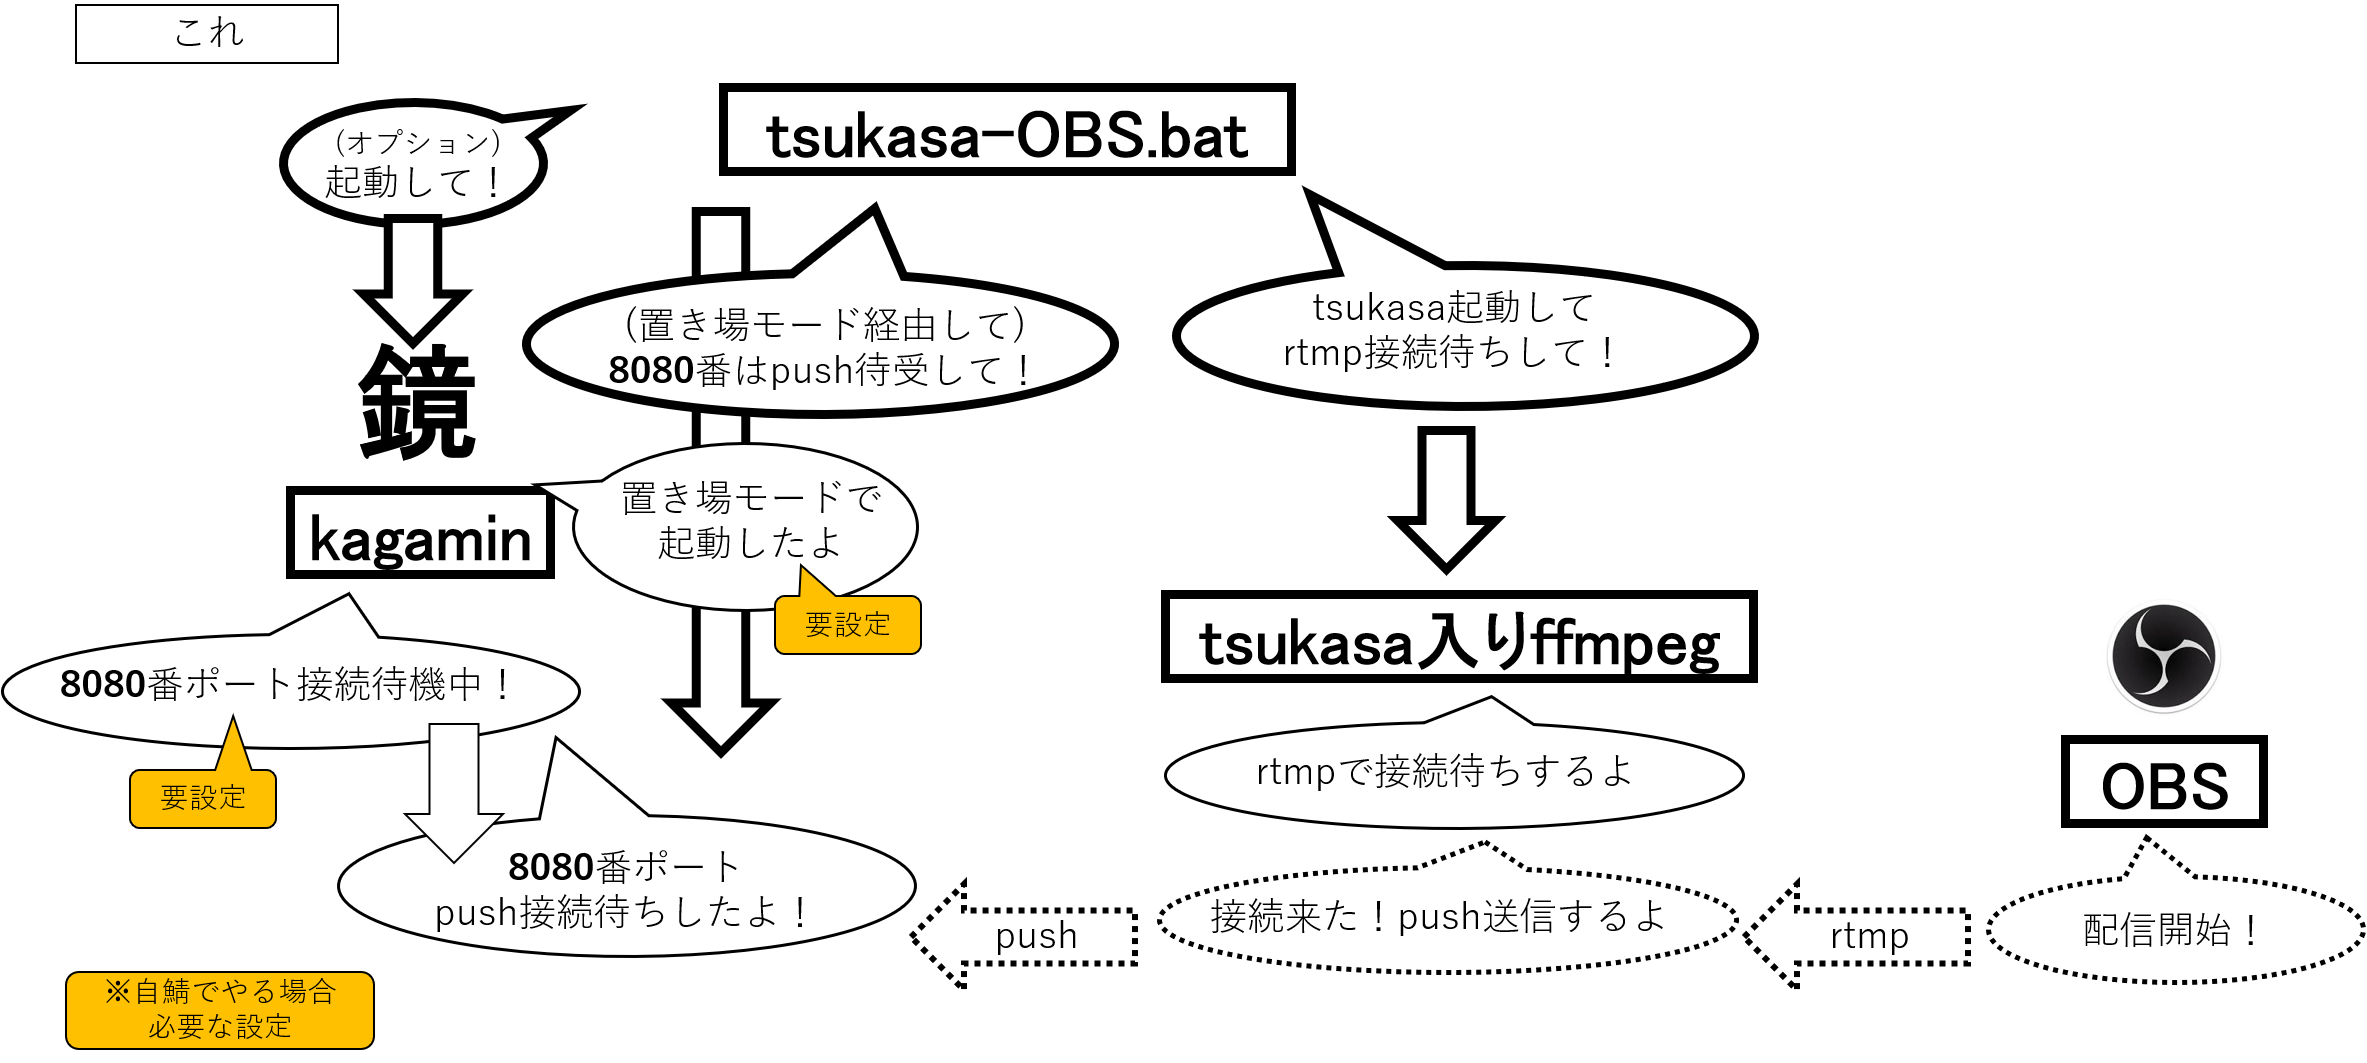 これ
tsukasa-OBS.bat
(オプション)
起動して！
(置き場モード経由して)
8080番はpush待受して！
tsukasa起動して
rtmp接続待ちして！
鏡
kagamin
置き場モードで
起動したよ
要設定
tsukasa入りffmpeg
8080番ポート接続待機中！
要設定
rtmpで接続待ちするよ
OBS
8080番ポート
push接続待ちしたよ！
push
接続来た！push送信するよ
rtmp
配信開始！
※自鯖でやる場合
必要な設定